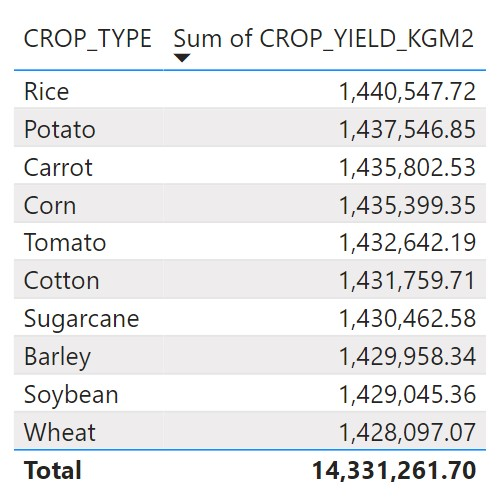 CROP_TYPE Sum of CROP_YIELD_KGM2
Rice 1,440,547.72
Potato 1,437,546.85
Carrot 1,435,802.53
Corn 1,435,399.35
Tomato 1,432,642.19
Cotton 1,431,759.71
Sugarcane 1,430,462.58
Barley 1,429,958.34
Soybean 1,429,045.36
Wheat 1,428,097.07
Total 14,331,261.70